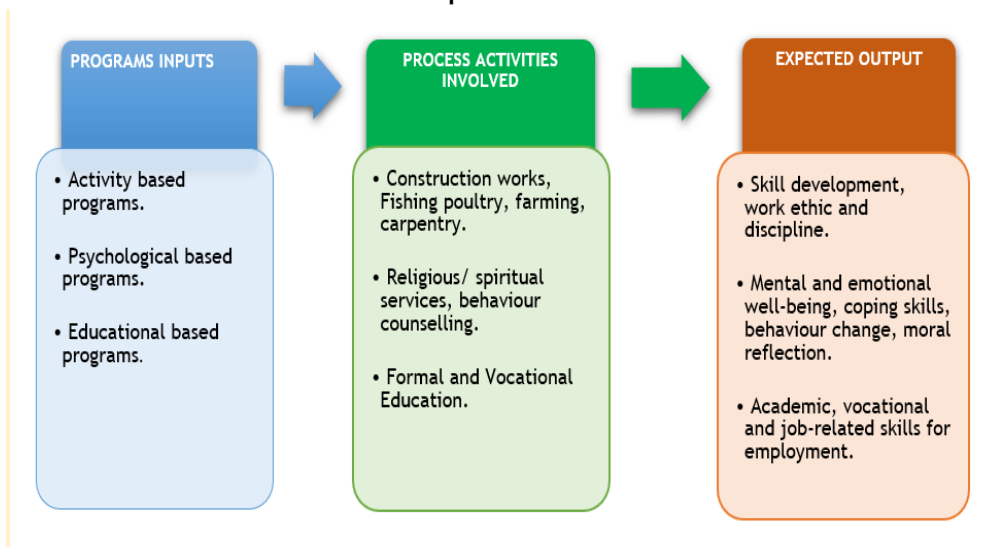 PROGRAMS INPUTS
• Activity based
programs.
• Psychological based
programs.
• Educational based
programs.
PROCESS ACTIVITIES
INVOLVED
• Construction works,
Fishing poultry, farming,
carpentry.
• Religious/ spiritual
services, behaviour
counselling.
• Formal and Vocational
Education.
EXPECTED OUTPUT
• Skill development,
work ethic and
discipline.
• Mental and emotional
well-being, coping skills,
behaviour change, moral
reflection.
• Academic, vocational
and job-related skills for
employment.